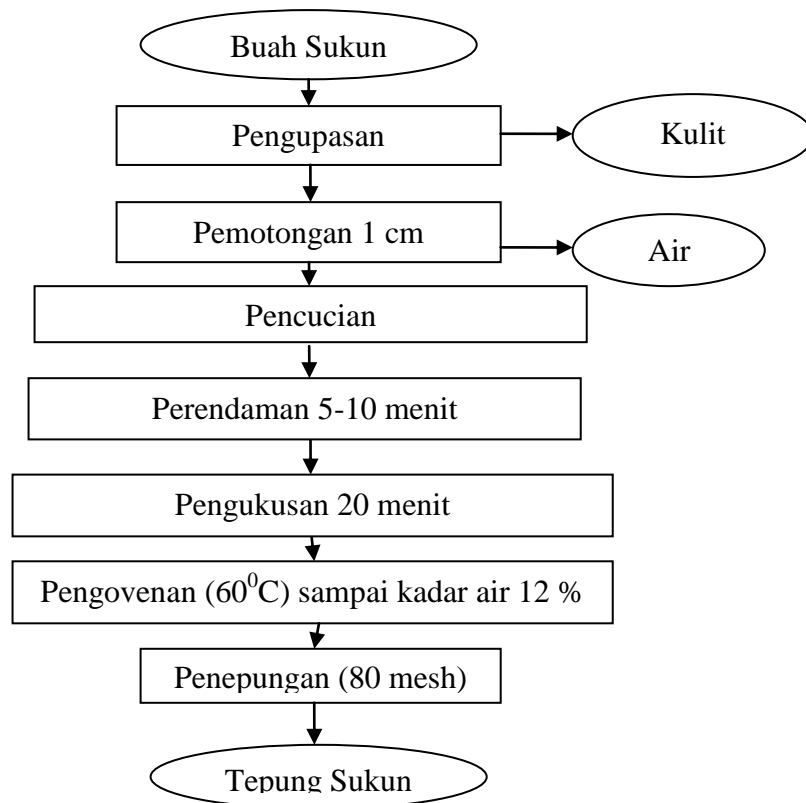 Buah Sukun
Pengupasan
Kulit
Pemotongan 1 cm
Air
Pencucian
Perendaman 5-10 menit
Pengukusan 20 menit
Pengovenan (60⁰C) sampai kadar air 12 %
Penepungan (80 mesh)
Tepung Sukun